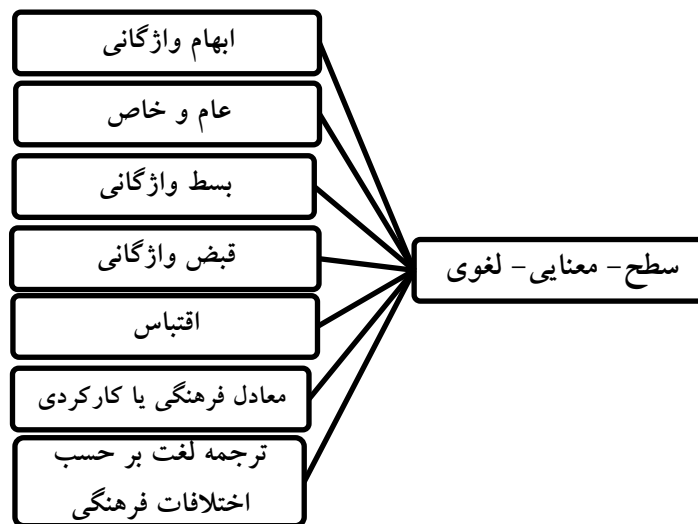 سطح- معنایی- لغوی
ابهام واژگانی
عام و خاص
بسط واژگانی
قبض واژگانی
اقتباس
معادل فرهنگی یا کارکردی
ترجمه لغت بر حسب
اختلافات فرهنگی